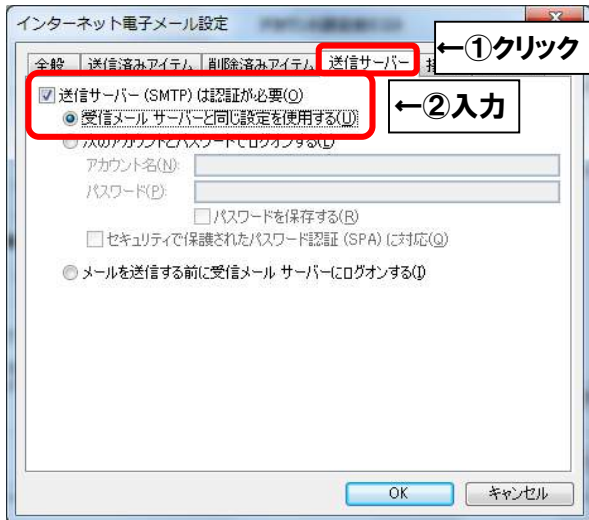 インターネット電子メール設定
←①クリック
全般 送信済みアイテム 削除済みアイテム 送信サーバー
送信サーバー (SMTP) は認証が必要(O)
受信メール サーバーと同じ設定を使用する(U)
←②入力
次のアカウントとパスワードでログオンする(L)
アカウント名(N):
パスワード(P):
パスワードを保存する(R)
セキュリティで保護されたパスワード認証 (SPA) に対応(Q)
メールを送信する前に受信メール サーバーにログオンする(I)
OK キャンセル